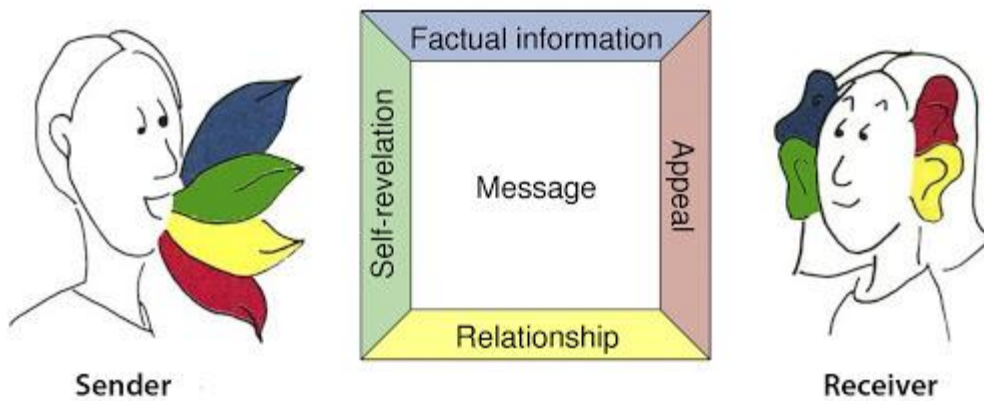 Factual information
Self-revelation
Message
Appeal
Relationship
Sender
Receiver